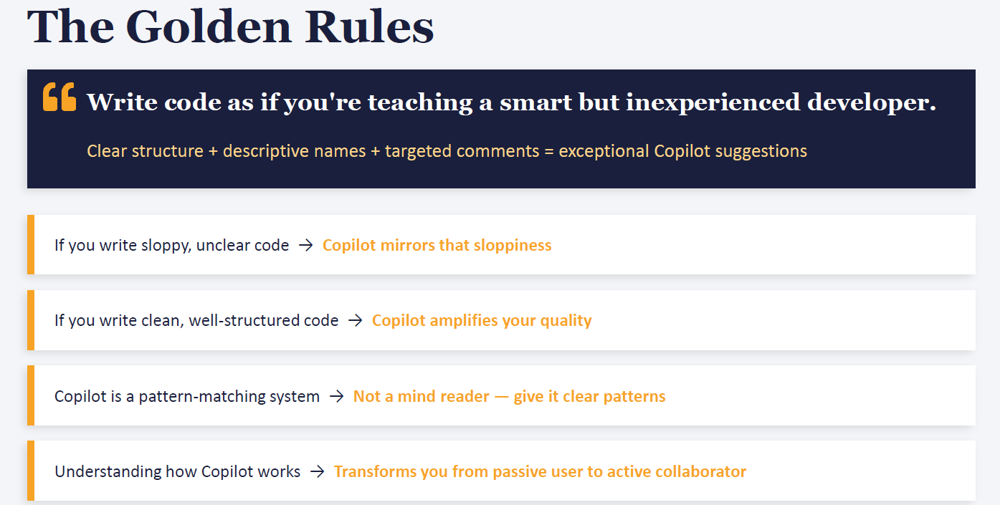 The Golden Rules
Write code as if you're teaching a smart but inexperienced developer.
Clear structure + descriptive names + targeted comments = exceptional Copilot suggestions
If you write sloppy, unclear code → Copilot mirrors that sloppiness
If you write clean, well-structured code → Copilot amplifies your quality
Copilot is a pattern-matching system → Not a mind reader — give it clear patterns
Understanding how Copilot works → Transforms you from passive user to active collaborator